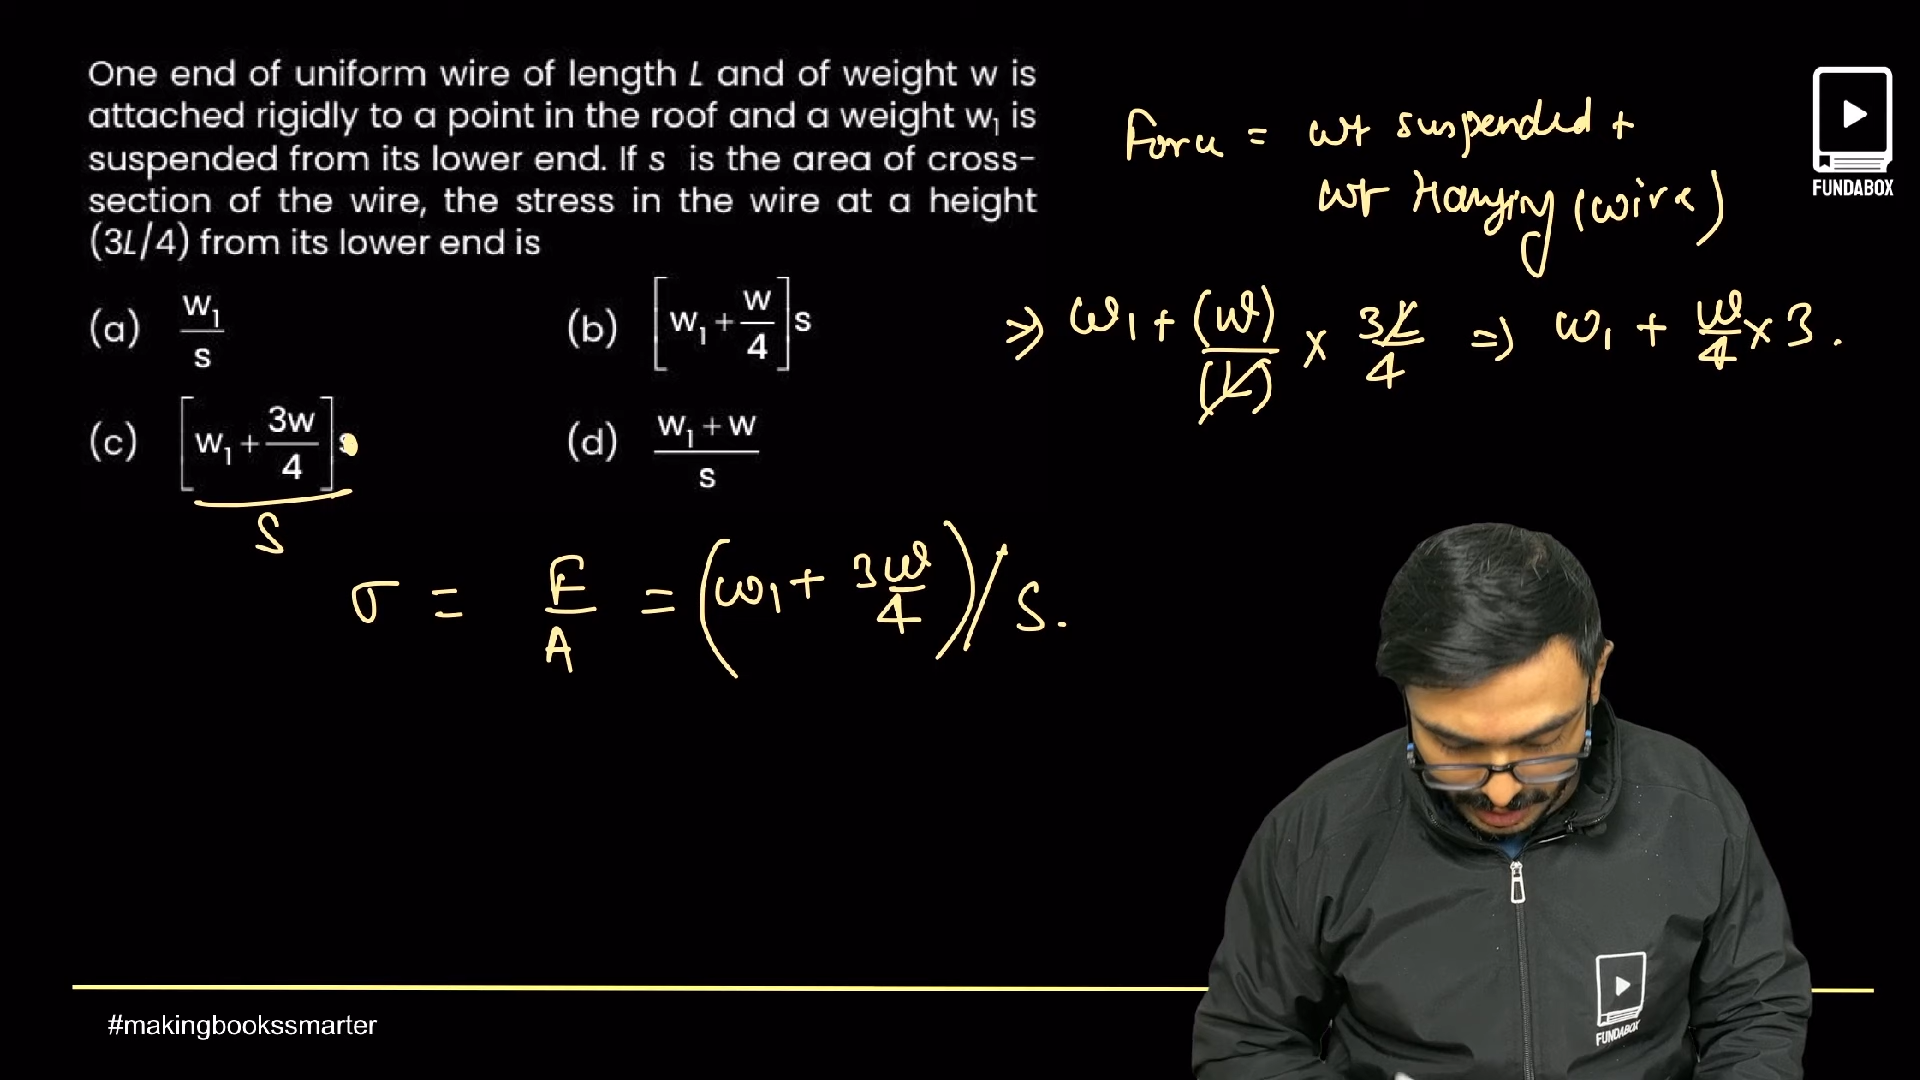 One end of uniform wire of length L and of weight w is
attached rigidly to a point in the roof and a weight w₁ is
suspended from its lower end. If s is the area of cross-
section of the wire, the stress in the wire at a height
(3L/4) from its lower end is
(a) w₁/s
(b) [w₁ + w/4]s
(c) [w₁ + 3w/4]
S
(d) (w₁ + w)/s
σ = F/A = (w₁ + 3w/4)/S.
Force = wt suspended +
wt Hanging (wire)
⇒ w₁ + (w)/(L) × 3L/4 ⇒ w₁ + w/4 × 3.
FUNDABOX
FUNDABOX
#makingbookssmarter